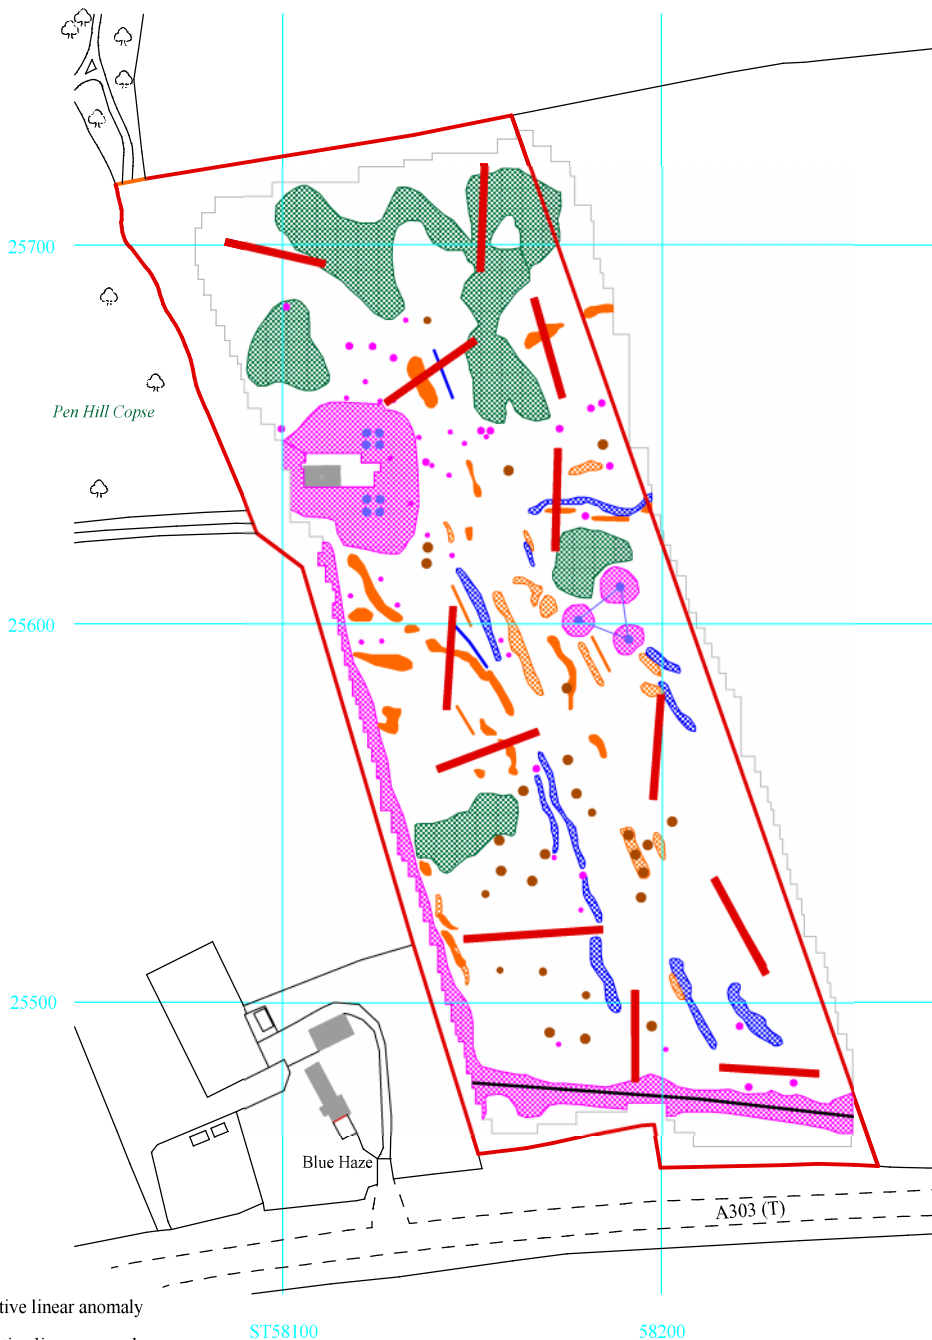 25700
Pen Hill Copse
25600
25500
Blue Haze
A303 (T)
tive linear anomaly
ST58100
58200